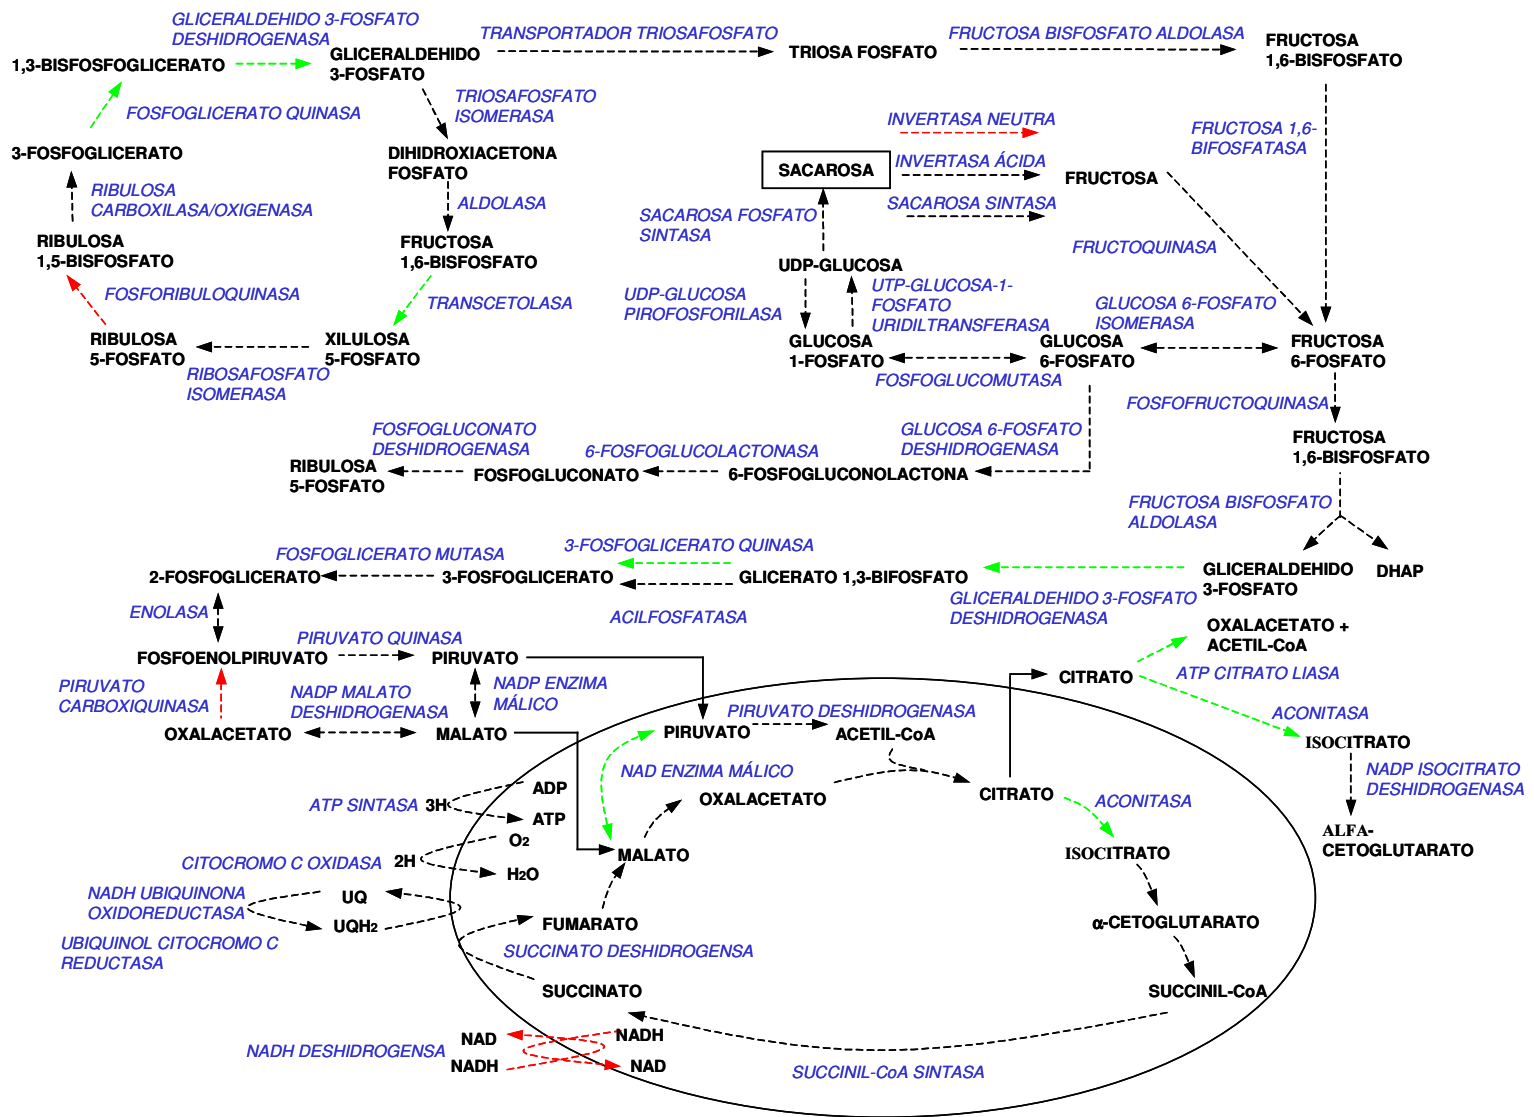 GLICERALDEHIDO 3-FOSFATO
DESHIDROGENASA
1,3-BISFOSFOGLICERATO
GLICERALDEHIDO
3-FOSFATO
TRANSPORTADOR TRIOSAFOSFATO
TRIOSA FOSFATO
FRUCTOSA BISFOSFATO ALDOLASA
FRUCTOSA
1,6-BISFOSFATO
FOSFOGLICERATO QUINASA
TRIOSAFOSFATO
ISOMERASA
INVERTASA NEUTRA
FRUCTOSA 1,6-
BIFOSFATASA
3-FOSFOGLICERATO
DIHIDROXIACETONA
FOSFATO
SACAROSA
INVERTASA ÁCIDA
FRUCTOSA
RIBULOSA
CARBOXILASA/OXIGENASA
ALDOLASA
SACAROSA FOSFATO
SINTASA
SACAROSA SINTASA
RIBULOSA
1,5-BISFOSFATO
FRUCTOSA
1,6-BISFOSFATO
FRUCTOQUINASA
UDP-GLUCOSA
FOSFORIBULOQUINASA
TRANSCETOLASA
UDP-GLUCOSA
PIROFOSFORILASA
UTP-GLUCOSA-1-
FOSFATO
URIDILTRANSFERASA
GLUCOSA 6-FOSFATO
ISOMERASA
RIBULOSA
5-FOSFATO
XILULOSA
5-FOSFATO
GLUCOSA
1-FOSFATO
GLUCOSA
6-FOSFATO
FRUCTOSA
6-FOSFATO
RIBOSAFOSFATO
ISOMERASA
FOSFOGLUCOMUTASA
FOSFOFRUCTOQUINASA
FOSFOGLUCONATO
DESHIDROGENASA
6-FOSFOGLUCOLACTONASA
GLUCOSA 6-FOSFATO
DESHIDROGENASA
FRUCTOSA
1,6-BISFOSFATO
RIBULOSA
5-FOSFATO
FOSFOGLUCONATO
6-FOSFOGLUCONOLACTONA
FRUCTOSA BISFOSFATO
ALDOLASA
FOSFOGLICERATO MUTASA
3-FOSFOGLICERATO QUINASA
2-FOSFOGLICERATO
3-FOSFOGLICERATO
GLICERATO 1,3-BIFOSFATO
GLICERALDEHIDO
3-FOSFATO
DHAP
ENOLASA
ACILFOSFATASA
GLICERALDEHIDO 3-FOSFATO
DESHIDROGENASA
OXALACETATO +
ACETIL-CoA
PIRUVATO QUINASA
FOSFOENOLPIRUVATO
PIRUVATO
CITRATO
ATP CITRATO LIASA
PIRUVATO
CARBOXIQUINASA
NADP MALATO
DESHIDROGENASA
NADP ENZIMA
MÁLICO
PIRUVATO DESHIDROGENASA
ACONITASA
OXALACETATO
MALATO
PIRUVATO
ACETIL-CoA
ISOCITRATO
NAD ENZIMA MÁLICO
NADP ISOCITRATO
DESHIDROGENASA
ADP
OXALACETATO
CITRATO
ACONITASA
ATP SINTASA
3H
ATP
O2
ALFA-
CETOGLUTARATO
CITOCROMO C OXIDASA
2H
H2O
MALATO
ISOCITRATO
NADH UBIQUINONA
OXIDOREDUCTASA
UQ
UQH2
FUMARATO
α-CETOGLUTARATO
UBIQUINOL CITOCROMO C
REDUCTASA
SUCCINATO DESHIDROGENSA
SUCCINATO
SUCCINIL-CoA
NAD
NADH
NADH DESHIDROGENSA
NADH
NAD
SUCCINIL-CoA SINTASA